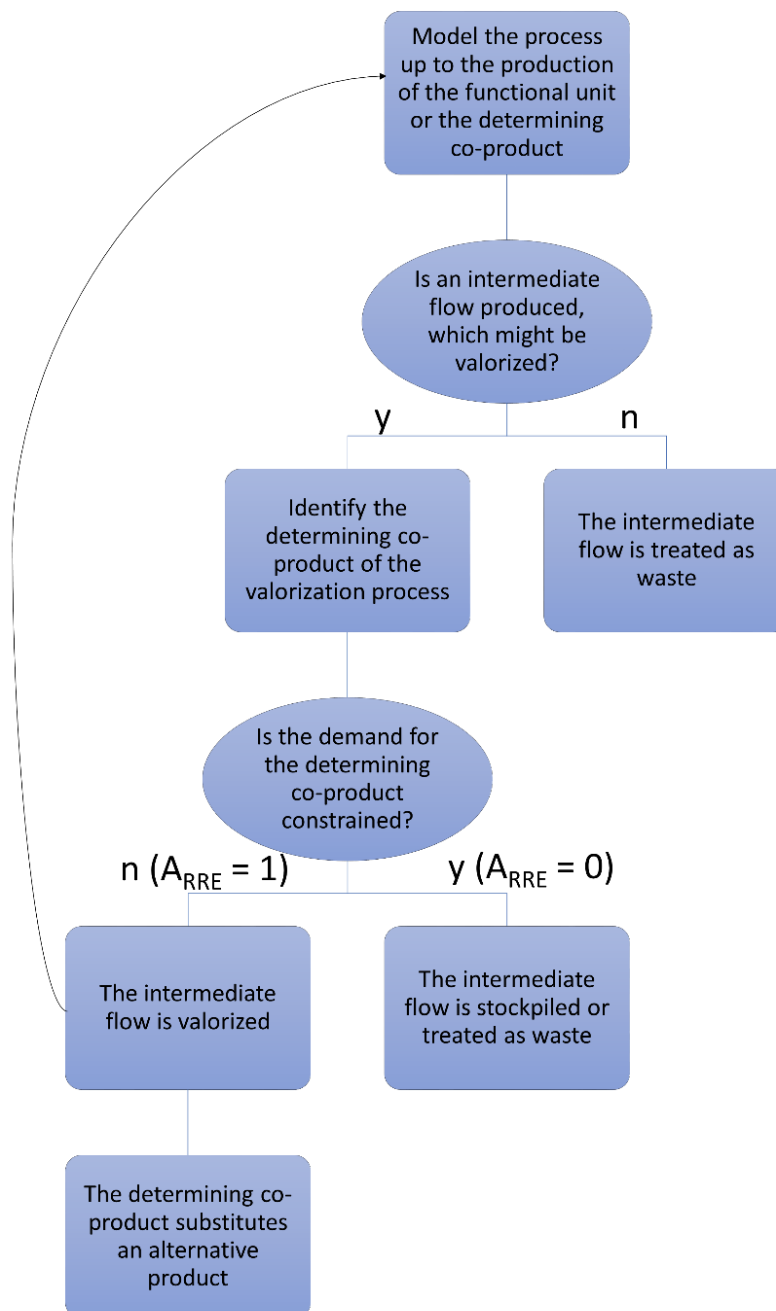 Model the process
up to the production
of the functional unit
or the determining
co-product
Is an intermediate
flow produced,
which might be
valorized?
y
n
Identify the
determining co-
product of the
valorization process
The intermediate
flow is treated as
waste
Is the demand for
the determining
co-product
constrained?
n (ARRE = 1)
y (ARRE = 0)
The intermediate
flow is valorized
The intermediate
flow is stockpiled or
treated as waste
The determining co-
product substitutes
an alternative
product